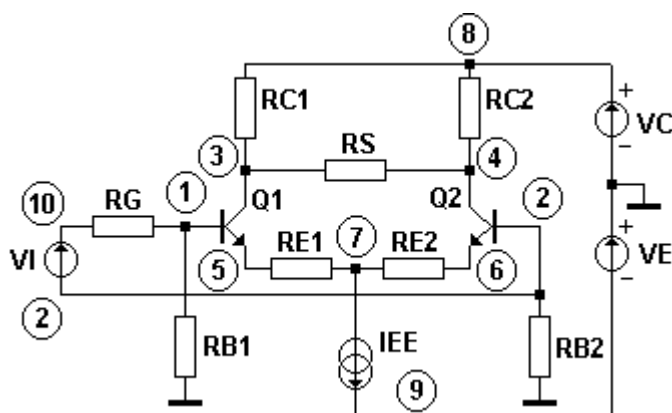 8
RC1
RC2
+
VC
-
3
RS
4
1
Q1
Q2
2
10
RG
7
+
VE
-
VI
RE1
RE2
5
6
2
RB1
IEE
RB2
9